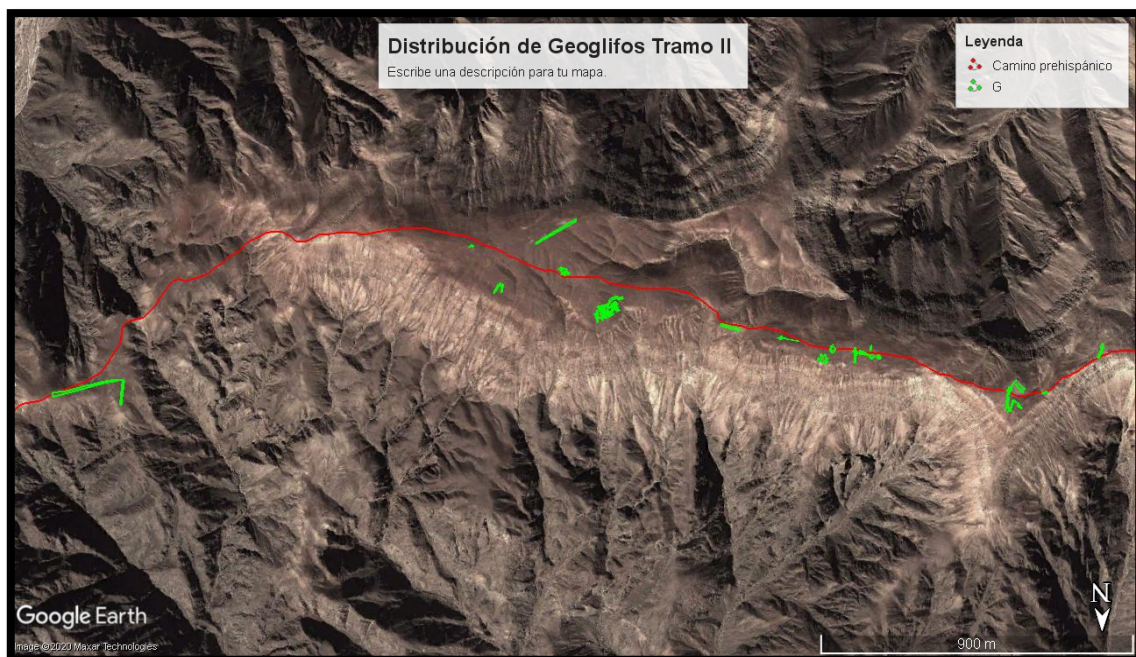 Distribución de Geoglifos Tramo II
Escribe una descripción para tu mapa.
Leyenda
Camino prehispánico
G
Google Earth
Image © 2020 Maxar Technologies
N
900 m